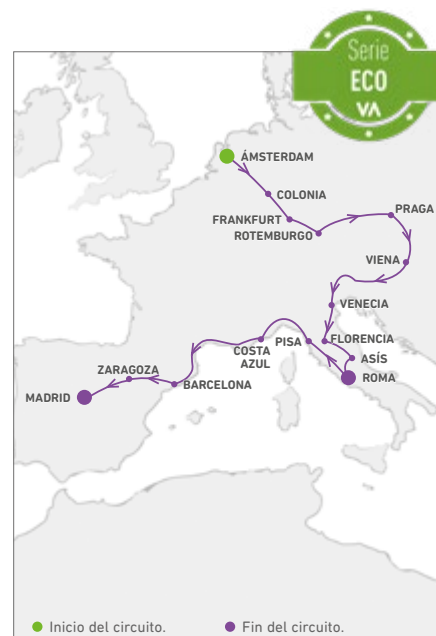 Serie
ECO
VA
ÁMSTERDAM
COLONIA
FRANKFURT
ROTEMBURGO
PRAGA
VIENA
VENECIA
FLORENCIA
PISA
ASÍS
ROMA
COSTA
AZUL
BARCELONA
ZARAGOZA
MADRID
Inicio del circuito.
Fin del circuito.